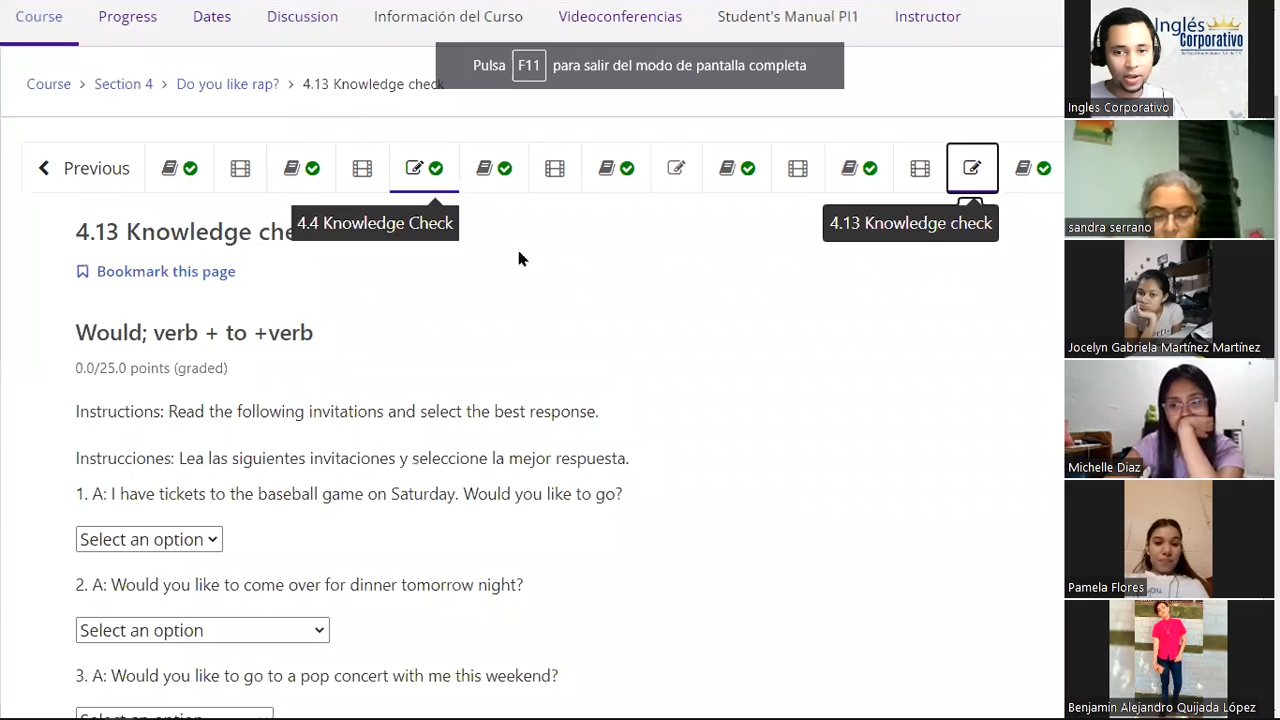 Course Progress Dates Discussion Información del Curso Videoconferencias Student's Manual PI1 Instructor
Pulsa F11 para salir del modo de pantalla completa
Course > Section 4 > Do you like rap? > 4.13 Knowledge check
Previous
4.4 Knowledge Check
4.13 Knowledge check
4.13 Knowledge che
Bookmark this page
Would; verb + to +verb
0.0/25.0 points (graded)
Instructions: Read the following invitations and select the best response.
Instrucciones: Lea las siguientes invitaciones y seleccione la mejor respuesta.
1. A: I have tickets to the baseball game on Saturday. Would you like to go?
Select an option
2. A: Would you like to come over for dinner tomorrow night?
Select an option
3. A: Would you like to go to a pop concert with me this weekend?
Select an option
Inglés
Corporativo
Ingles Corporativo
sandra serrano
Jocelyn Gabriela Martínez Martínez
Michelle Diaz
Pamela Flores
Benjamin Alejandro Quijada López